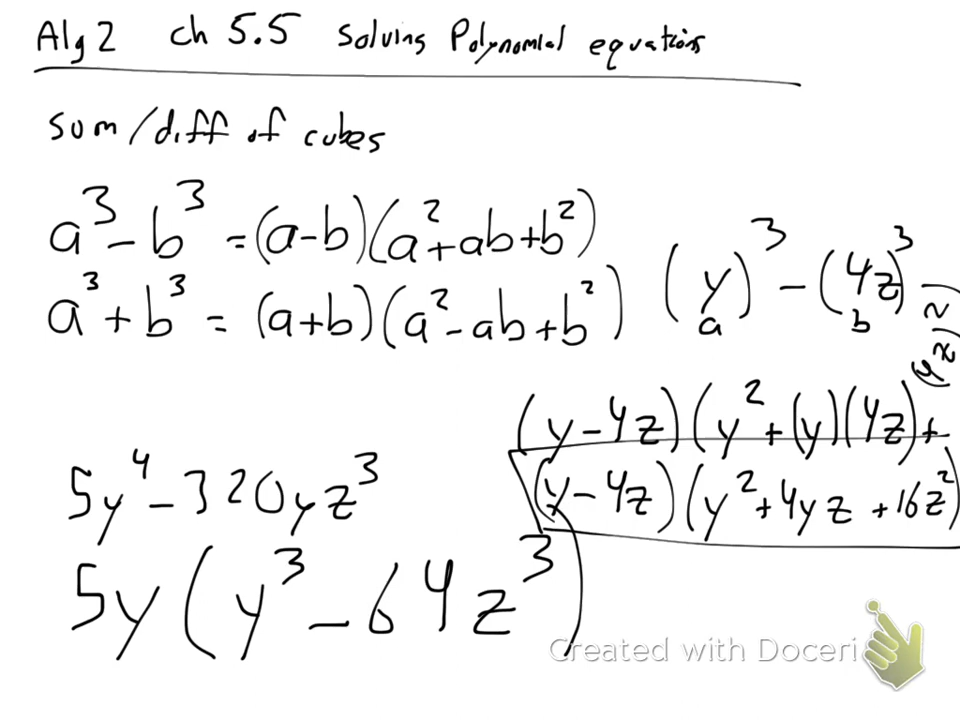 Alg 2 ch 5.5 Solving Polynomial equations
sum/diff of cubes
a³ - b³ = (a-b)(a² + ab + b²)
a³ + b³ = (a+b)(a² - ab + b²)
(y)³ - (4z)³
a b
(y - 4z)(y² + (y)(4z) +
(4z)²)
(y - 4z)(y² + 4yz + 16z²)
5y⁴ - 320yz³
5y(y³ - 64z³)
Created with Doceri